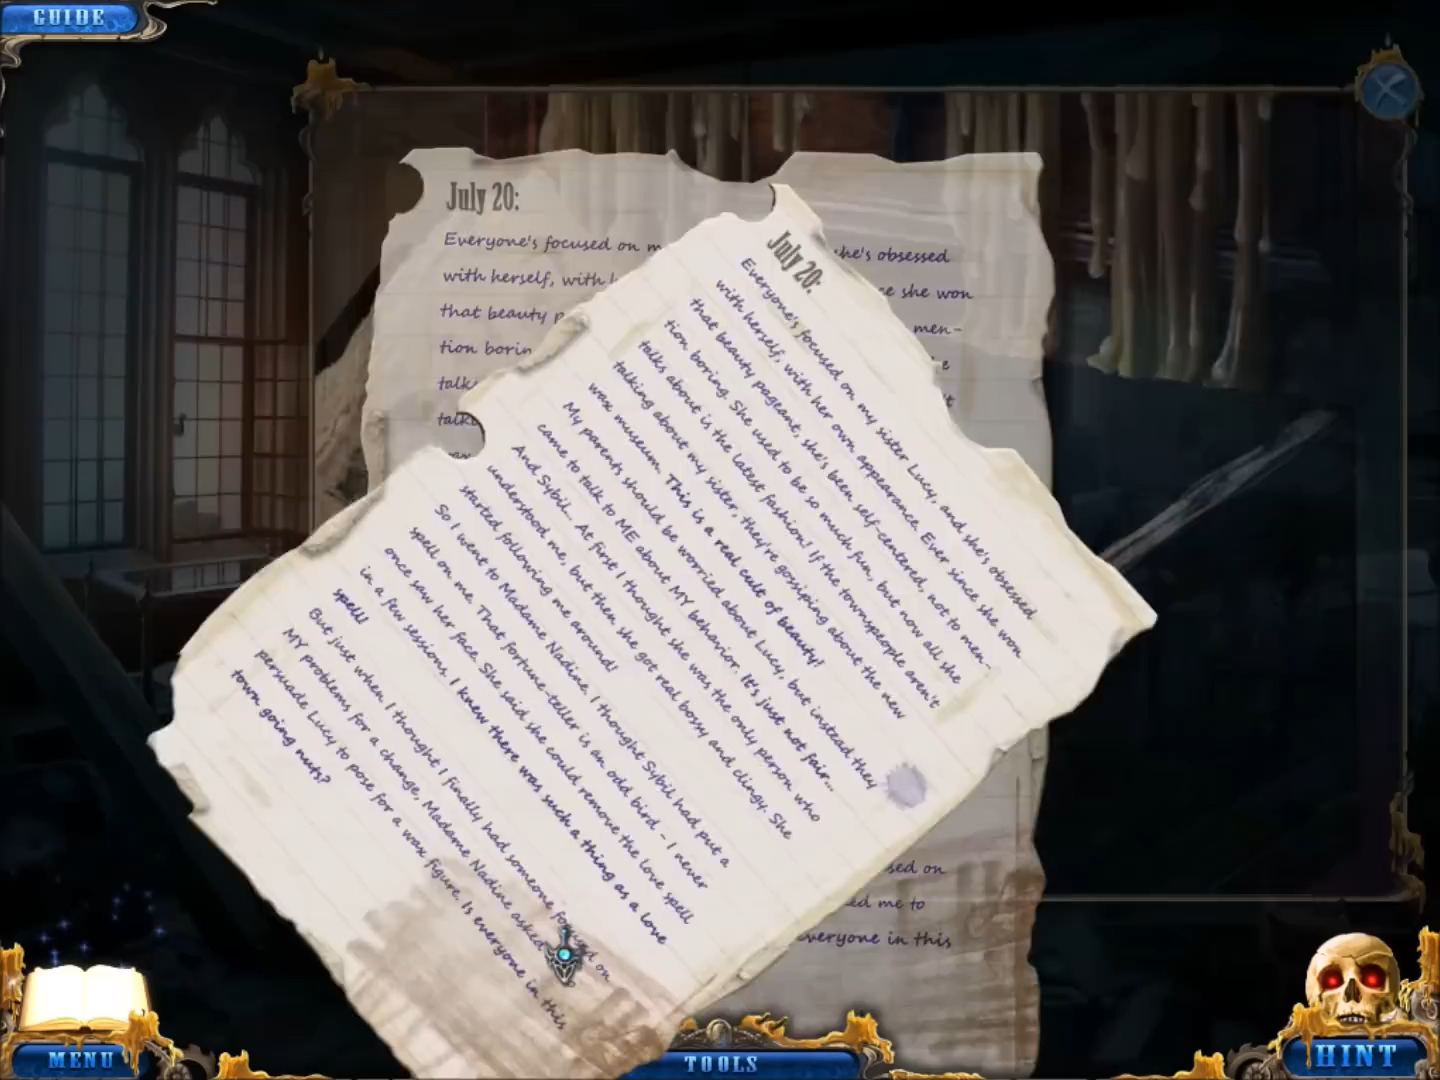 GUIDE
July 20:
Everyone's focused on m
she's obsessed
with herself, with h
ce she won
that beauty p
men-
tion borin
talk
talk
sed on
ed me to
everyone in this
July 20:
Everyone's focused on my sister Lucy, and she's obsessed
with herself, with her own appearance. Ever since she won
that beauty pageant, she's been self-centered, not to men-
tion boring. She used to be so much fun, but now all she
talks about is the latest fashion! If the townspeople aren't
talking about my sister, they're gossiping about the new
wax museum. This is a real cult of beauty!
My parents should be worried about Lucy, but instead they
came to talk to ME about MY behavior. It's just not fair...
And Sybil... At first I thought she was the only person who
understood me, but then she got real bossy and clingy. She
started following me around!
So I went to Madame Nadine. I thought Sybil had put a
spell on me. That fortune-teller is an odd bird - I never
once saw her face. She said she could remove the love spell
in a few sessions. I knew there was such a thing as a love
spell!
But just when I thought I finally had someone focused on
MY problems for a change, Madame Nadine asked
persuade Lucy to pose for a wax figure. Is everyone in this
town going nuts?
MENU
TOOLS
HINT